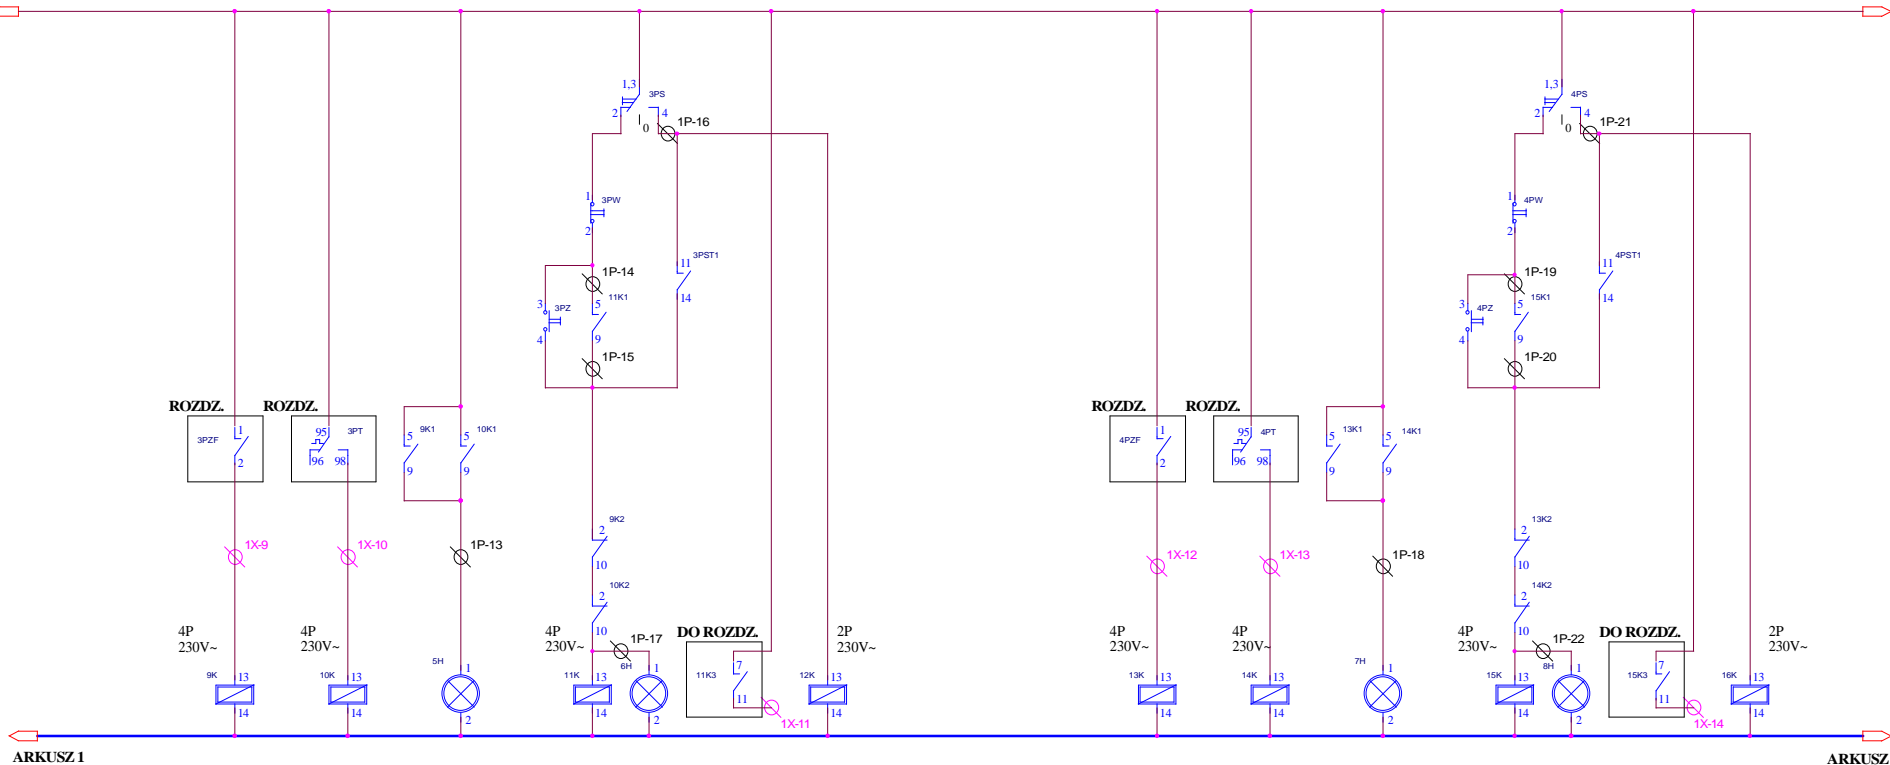 1,3
3PS
2
4
0
1P-16
1
3PW
2
1P-14
11
3PST1
14
3
3PZ
4
5
11K1
9
1P-15
ROZDZ.
3PZF
1
2
ROZDZ.
95
3PT
96
98
5
9K1
9
5
10K1
9
1X-9
1X-10
1P-13
9K2
2
10
10K2
2
10
4P
230V~
4P
230V~
4P
230V~
1P-17
DO ROZDZ.
2P
230V~
9K
13
14
10K
13
14
5H
1
2
11K
13
14
6H
1
2
11K3
7
11
1X-11
12K
13
14
1,3
4PS
2
4
0
1P-21
1
4PW
2
1P-19
11
4PST1
14
3
4PZ
4
5
15K1
9
1P-20
ROZDZ.
4PZF
1
2
ROZDZ.
95
4PT
96
98
5
13K1
9
5
14K1
9
1X-12
1X-13
1P-18
13K2
2
10
14K2
2
10
4P
230V~
4P
230V~
4P
230V~
1P-22
DO ROZDZ.
2P
230V~
13K
13
14
14K
13
14
7H
1
2
15K
13
14
8H
1
2
15K3
7
11
1X-14
16K
13
14
ARKUSZ 1
ARKUSZ